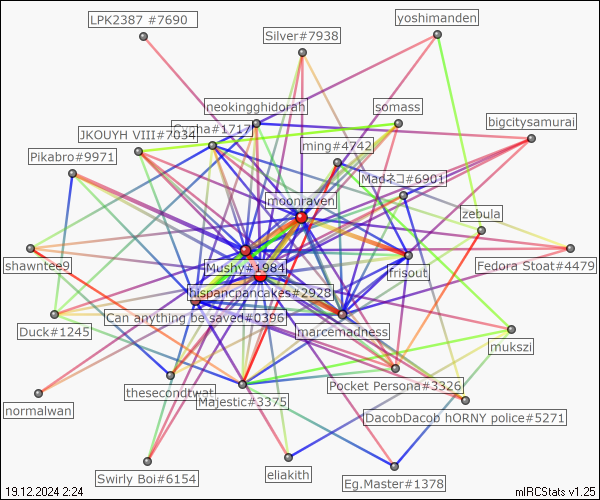 LPK2387 #7690
yoshimanden
Silver#7938
neokingghidorah
somass
bigcitysamurai
JKOUYH VIII#7034
#1717
ming#4742
Pikabro#9971
Madネコ#6901
moonraven
zebula
shawntee9
Mushy#1984
frisout
Fedora Stoat#4479
hispancpancakes#2928
Duck#1245
Can anything be saved#0396
marcemadness
mukszi
thesecondtwat
Pocket Persona#3326
normalwan
Majestic#3375
DacobDacob hORNY police#5271
Swirly Boi#6154
eliakith
Eg.Master#1378
19.12.2024 2:24
mIRCStats v1.25